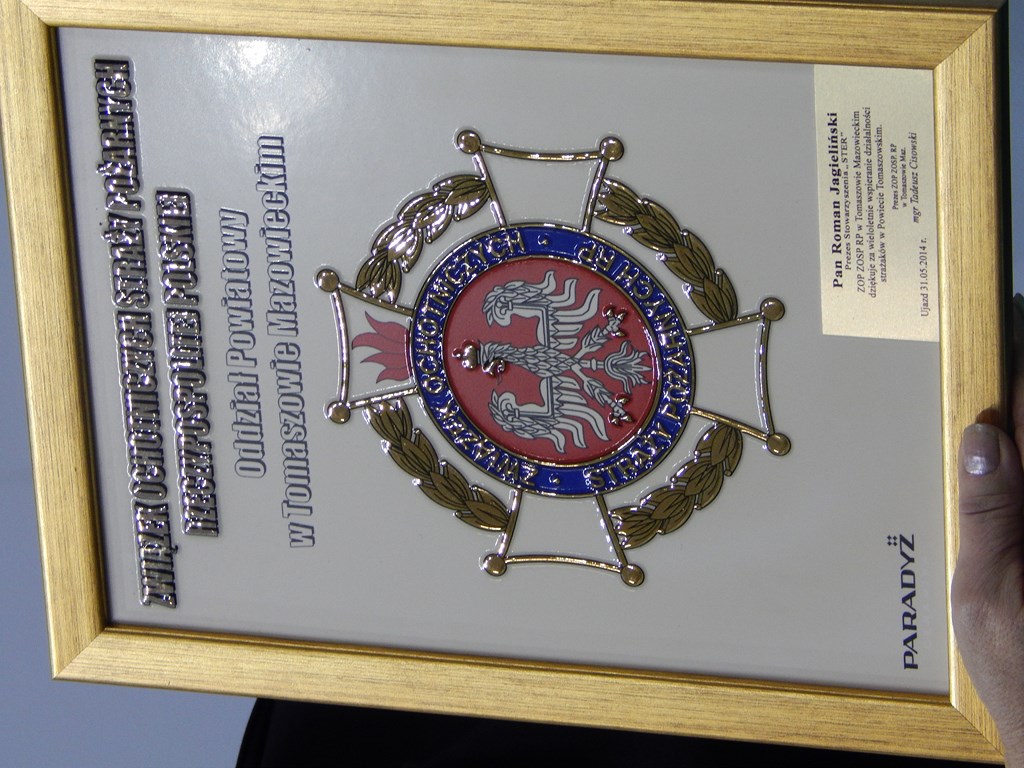 ZWIĄZEK OCHOTNICZYCH STRAŻY POŻARNYCH
RZECZYPOSPOLITEJ POLSKIEJ
Oddział Powiatowy
w Tomaszowie Mazowieckim
ZWIĄZEK OCHOTNICZYCH • STRAŻY POŻARNYCH RP •
Pan Roman Jagieliński
Prezes Stowarzyszenia „STER”
ZOP ZOSP RP w Tomaszowie Mazowieckim
dziękuje za wieloletnie wspieranie działalności
strażaków w Powiecie Tomaszowskim.
Prezes ZOP ZOSP RP
w Tomaszowie Maz.
mgr Tadeusz Cisowski
Ujazd 31.05.2014 r.
PARADYŻ